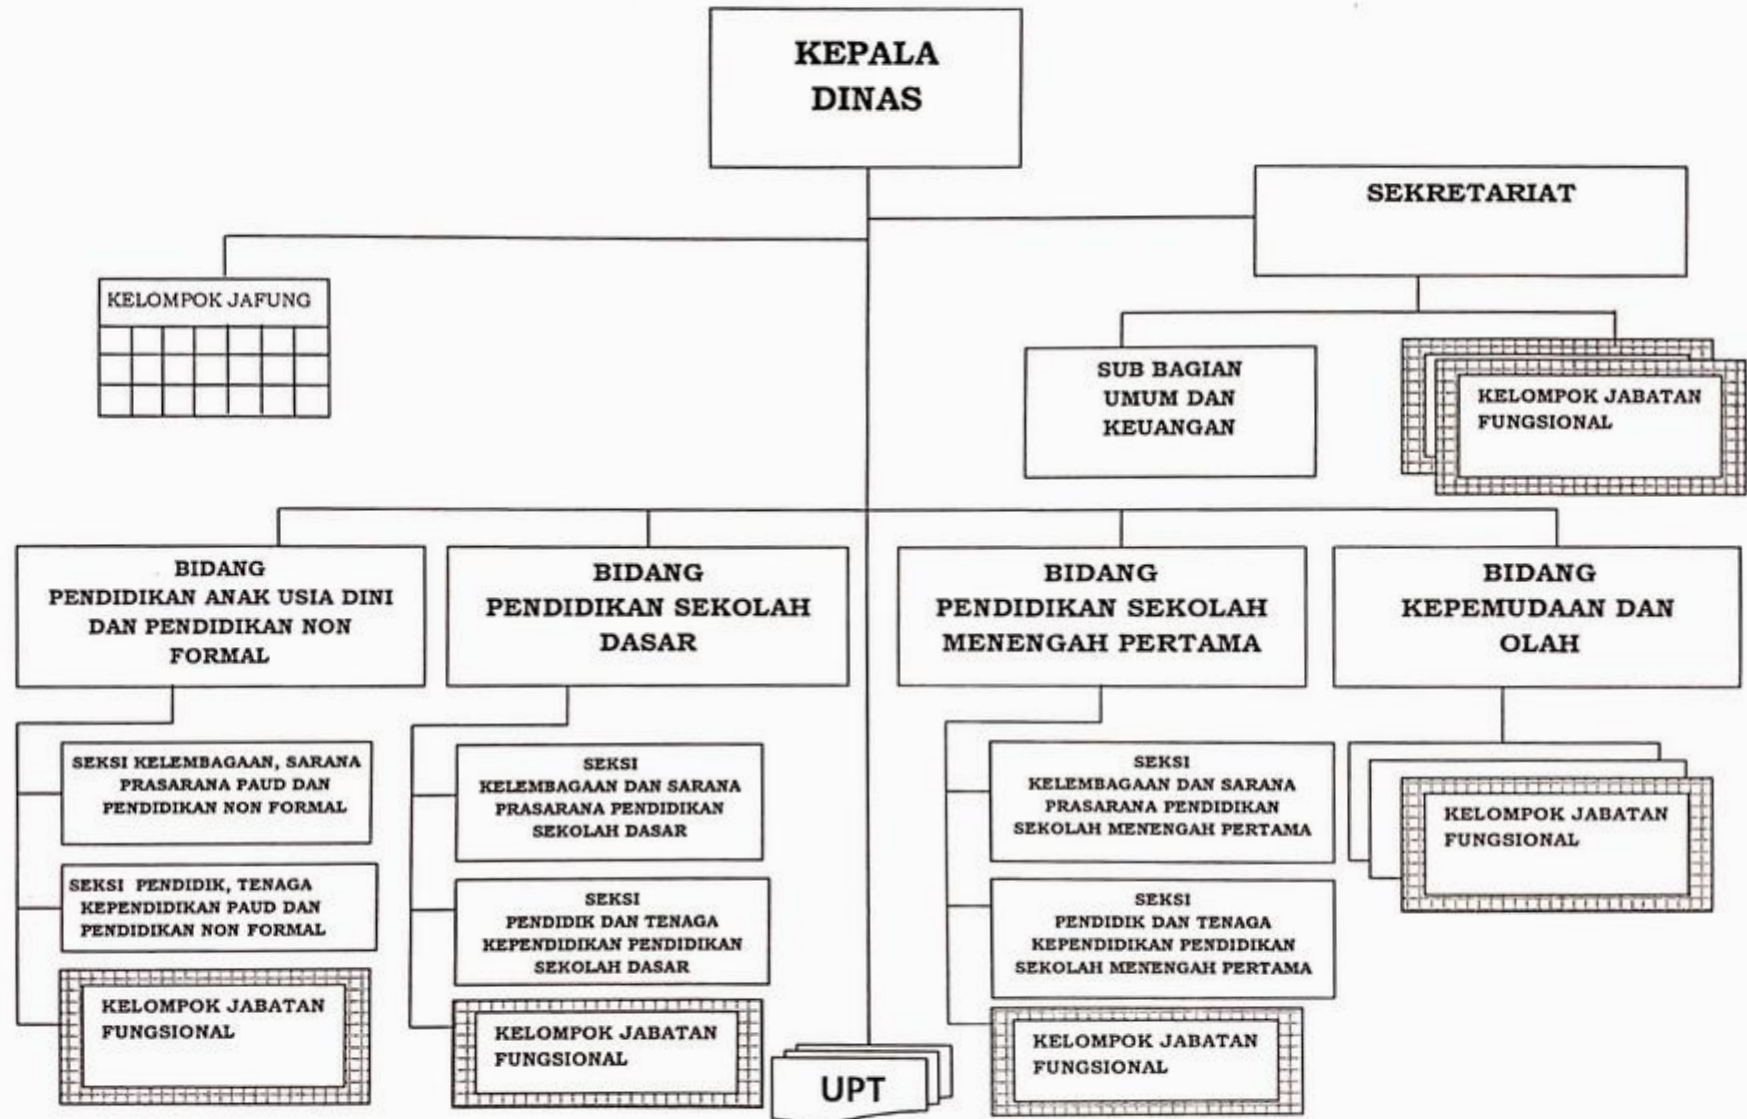 KEPALA
DINAS
SEKRETARIAT
KELOMPOK JAFUNG
SUB BAGIAN
UMUM DAN
KEUANGAN
KELOMPOK JABATAN
FUNGSIONAL
BIDANG
PENDIDIKAN ANAK USIA DINI
DAN PENDIDIKAN NON
FORMAL
BIDANG
PENDIDIKAN SEKOLAH
DASAR
BIDANG
PENDIDIKAN SEKOLAH
MENENGAH PERTAMA
BIDANG
KEPEMUDAAN DAN
OLAH
SEKSI KELEMBAGAAN, SARANA
PRASARANA PAUD DAN
PENDIDIKAN NON FORMAL
SEKSI PENDIDIK, TENAGA
KEPENDIDIKAN PAUD DAN
PENDIDIKAN NON FORMAL
KELOMPOK JABATAN
FUNGSIONAL
SEKSI
KELEMBAGAAN DAN SARANA
PRASARANA PENDIDIKAN
SEKOLAH DASAR
SEKSI
PENDIDIK DAN TENAGA
KEPENDIDIKAN PENDIDIKAN
SEKOLAH DASAR
KELOMPOK JABATAN
FUNGSIONAL
UPT
SEKSI
KELEMBAGAAN DAN SARANA
PRASARANA PENDIDIKAN
SEKOLAH MENENGAH PERTAMA
SEKSI
PENDIDIK DAN TENAGA
KEPENDIDIKAN PENDIDIKAN
SEKOLAH MENENGAH PERTAMA
KELOMPOK JABATAN
FUNGSIONAL
KELOMPOK JABATAN
FUNGSIONAL